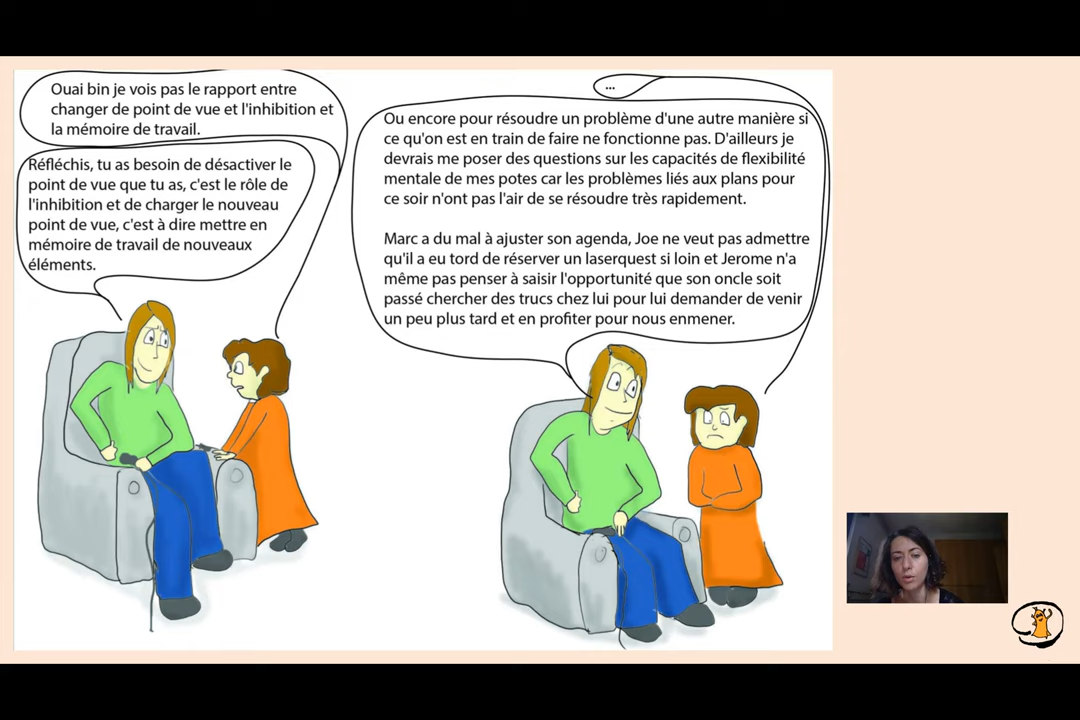 Ouai bin je vois pas le rapport entre
changer de point de vue et l'inhibition et
la mémoire de travail.
Réfléchis, tu as besoin de désactiver le
point de vue que tu as, c'est le rôle de
l'inhibition et de charger le nouveau
point de vue, c'est à dire mettre en
mémoire de travail de nouveaux
éléments.
...
Ou encore pour résoudre un problème d'une autre manière si
ce qu'on est en train de faire ne fonctionne pas. D'ailleurs je
devrais me poser des questions sur les capacités de flexibilité
mentale de mes potes car les problèmes liés aux plans pour
ce soir n'ont pas l'air de se résoudre très rapidement.
Marc a du mal à ajuster son agenda, Joe ne veut pas admettre
qu'il a eu tord de réserver un laserquest si loin et Jerome n'a
même pas penser à saisir l'opportunité que son oncle soit
passé chercher des trucs chez lui pour lui demander de venir
un peu plus tard et en profiter pour nous enmener.